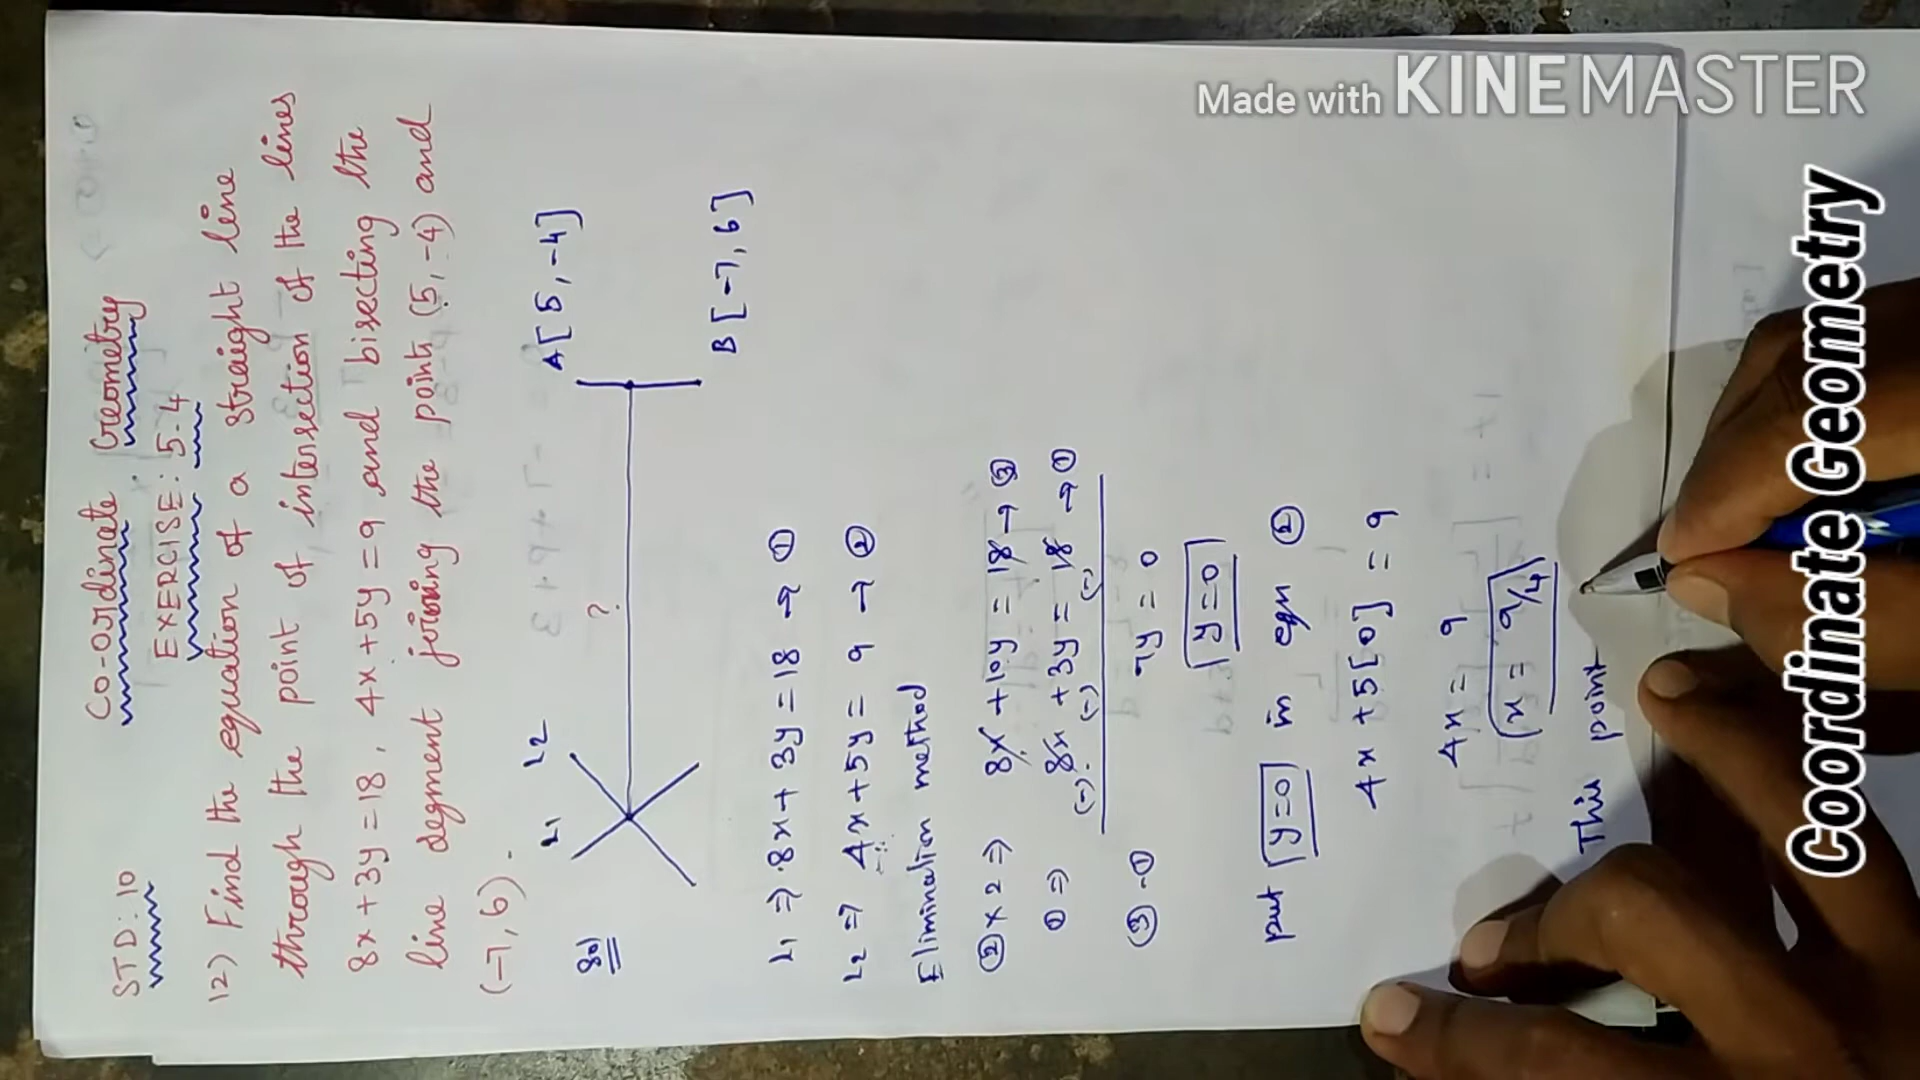 Co-ordinate Geometry
STD: 10
EXERCISE: 5.4
12) Find the equation of a straight line
through the point of intersection of the lines
8x+3y=18, 4x+5y=9 and bisecting the
line degment joining the points (5,-4) and
(-7,6).
Sol
L1
L2
?
A[5,-4]
B[-7,6]
L1 ⇒ 8x+3y=18 → ①
L2 ⇒ 4x+5y= 9 → ②
Elimination method
②x2 ⇒ 8x+10y=18 → ③
① ⇒ 8x+3y=18 → ①
(-) (-) (-)
③-① 7y=0
y=0
put y=0 in eqn ②
4x+5[0]=9
4x=9
x=9/4
This point
Made with KINEMASTER
Coordinate Geometry